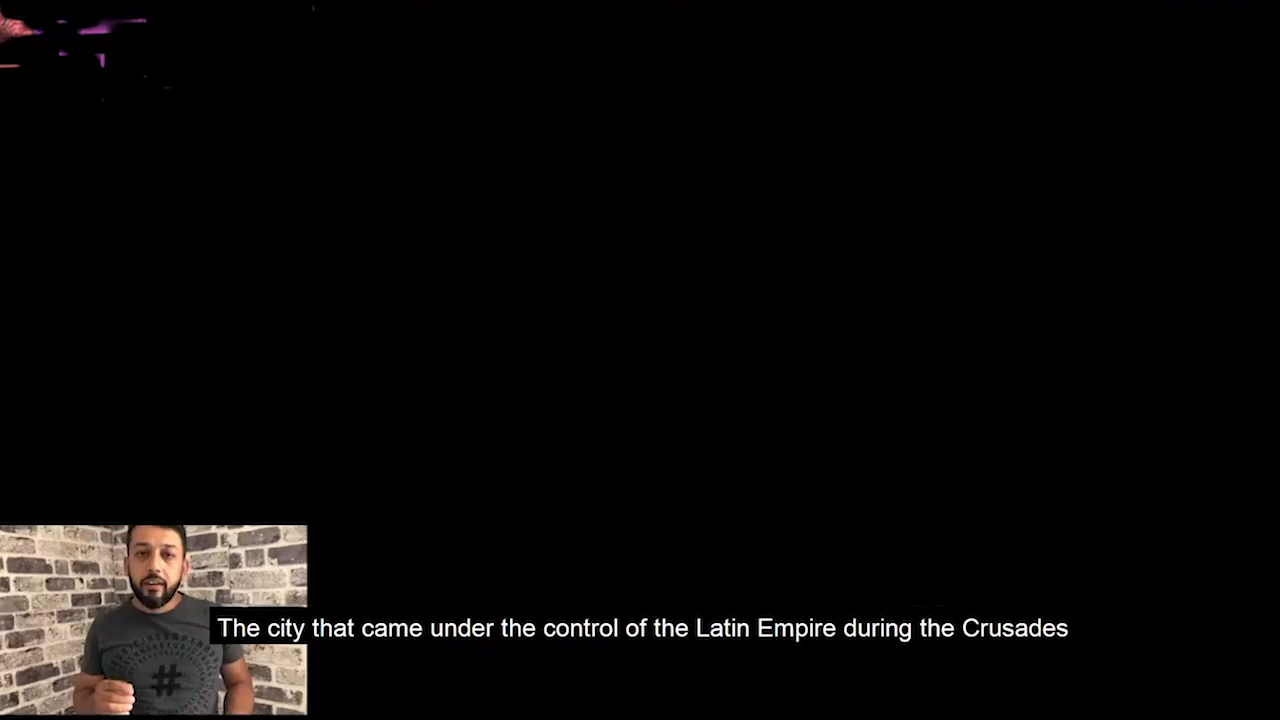 #
The city that came under the control of the Latin Empire during the Crusades